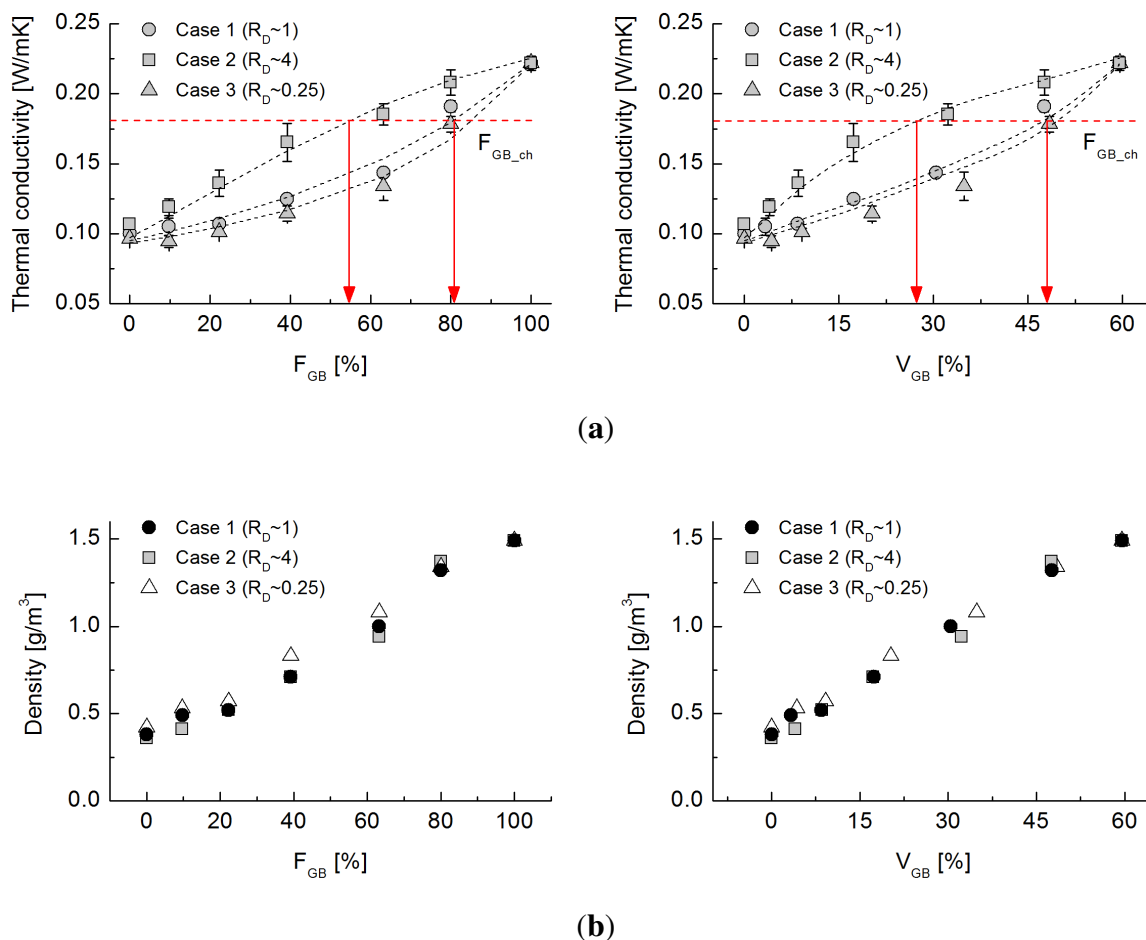 Case 1 (R_D~1)
Case 2 (R_D~4)
Case 3 (R_D~0.25)
0.25
0.20
0.15
0.10
0.05
Thermal conductivity [W/mK]
F_GB_ch
0 20 40 60 80 100
F_GB [%]
Case 1 (R_D~1)
Case 2 (R_D~4)
Case 3 (R_D~0.25)
0.25
0.20
0.15
0.10
0.05
Thermal conductivity [W/mK]
F_GB_ch
0 15 30 45 60
V_GB [%]
(a)
Case 1 (R_D~1)
Case 2 (R_D~4)
Case 3 (R_D~0.25)
1.5
1.0
0.5
0.0
Density [g/m³]
0 20 40 60 80 100
F_GB [%]
Case 1 (R_D~1)
Case 2 (R_D~4)
Case 3 (R_D~0.25)
1.5
1.0
0.5
0.0
Density [g/m³]
0 15 30 45 60
V_GB [%]
(b)